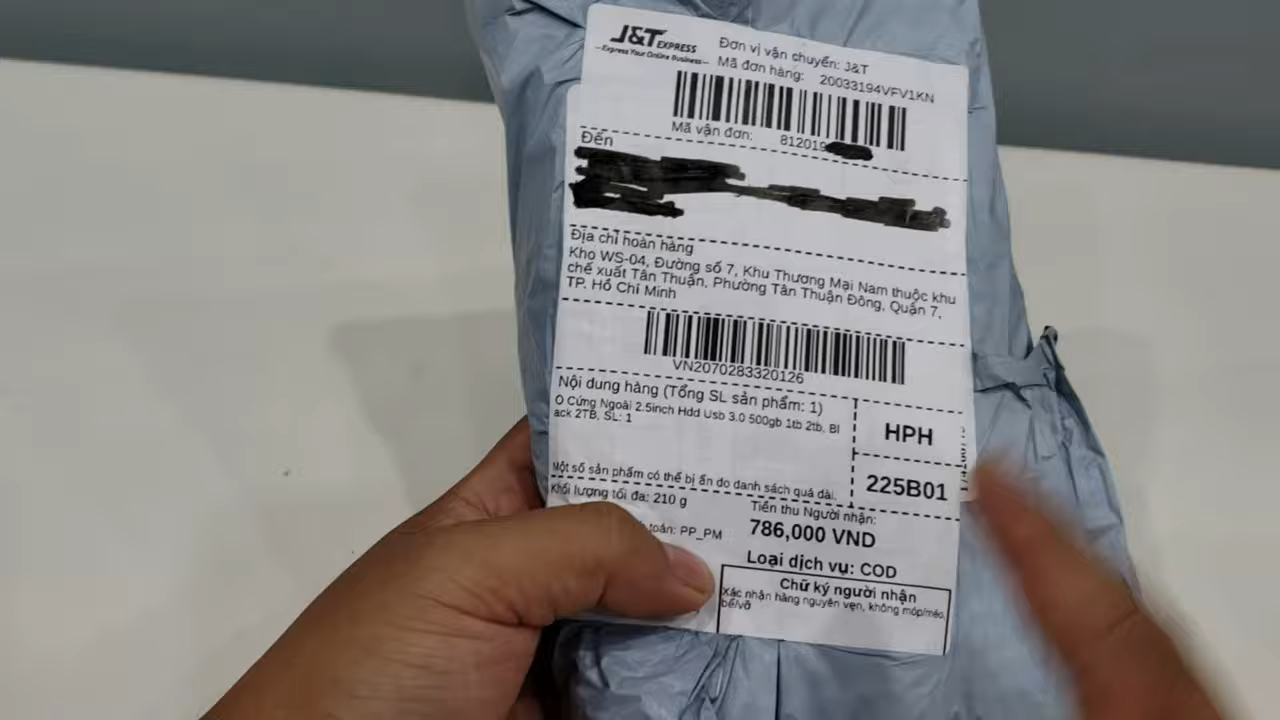 J&T EXPRESS
Express Your Online Business
Đơn vị vận chuyển: J&T
Mã đơn hàng: 20033194VFV1KN
Mã vận đơn: 812019
Đến
Địa chỉ hoàn hàng
Kho WS-04, Đường số 7, Khu Thương Mại Nam thuộc khu
chế xuất Tân Thuận, Phường Tân Thuận Đông, Quận 7,
TP. Hồ Chí Minh
VN2070283320126
Nội dung hàng (Tổng SL sản phẩm: 1)
Ổ Cứng Ngoài 2.5inch Hdd Usb 3.0 500gb 1tb 2tb, Bl
ack 2TB, SL: 1
HPH
225B01
Một số sản phẩm có thể bị ẩn do danh sách quá dài.
Khối lượng tối đa: 210 g
toán: PP_PM
Tiền thu Người nhận:
786,000 VND
Loại dịch vụ: COD
Chữ ký người nhận
Xác nhận hàng nguyên vẹn, không móp/méo,
bể/vỡ